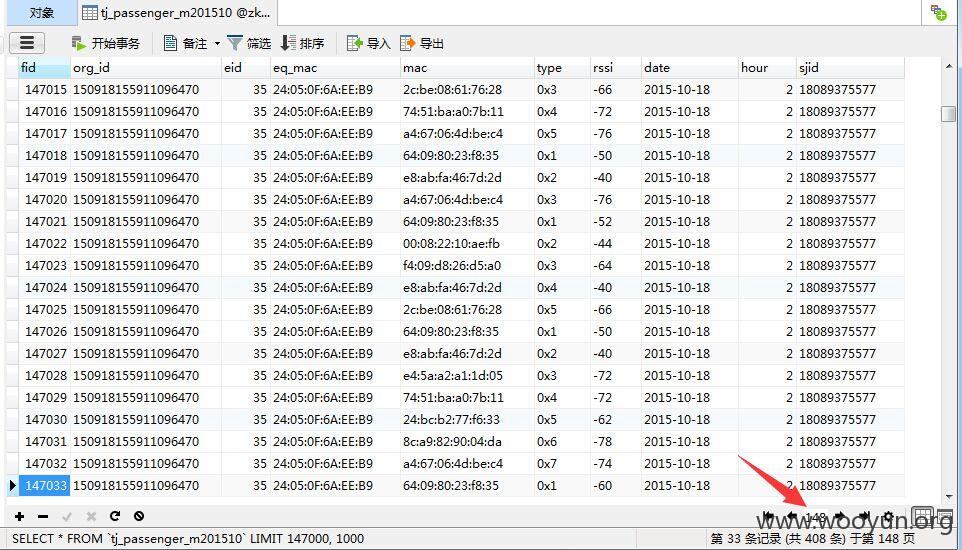 对象 tj_passenger_m201510 @zk...
开始事务 备注 筛选 排序 导入 导出
fid org_id eid eq_mac mac type rssi date hour sjid
147015 150918155911096470 35 24:05:0F:6A:EE:B9 2c:be:08:61:76:28 0x3 -66 2015-10-18 2 18089375577
147016 150918155911096470 35 24:05:0F:6A:EE:B9 74:51:ba:a0:7b:11 0x4 -72 2015-10-18 2 18089375577
147017 150918155911096470 35 24:05:0F:6A:EE:B9 a4:67:06:4d:be:c4 0x5 -76 2015-10-18 2 18089375577
147018 150918155911096470 35 24:05:0F:6A:EE:B9 64:09:80:23:f8:35 0x1 -50 2015-10-18 2 18089375577
147019 150918155911096470 35 24:05:0F:6A:EE:B9 e8:ab:fa:46:7d:2d 0x2 -40 2015-10-18 2 18089375577
147020 150918155911096470 35 24:05:0F:6A:EE:B9 a4:67:06:4d:be:c4 0x3 -76 2015-10-18 2 18089375577
147021 150918155911096470 35 24:05:0F:6A:EE:B9 64:09:80:23:f8:35 0x1 -52 2015-10-18 2 18089375577
147022 150918155911096470 35 24:05:0F:6A:EE:B9 00:08:22:10:ae:fb 0x2 -44 2015-10-18 2 18089375577
147023 150918155911096470 35 24:05:0F:6A:EE:B9 f4:09:d8:26:d5:a0 0x3 -64 2015-10-18 2 18089375577
147024 150918155911096470 35 24:05:0F:6A:EE:B9 e8:ab:fa:46:7d:2d 0x4 -40 2015-10-18 2 18089375577
147025 150918155911096470 35 24:05:0F:6A:EE:B9 2c:be:08:61:76:28 0x5 -66 2015-10-18 2 18089375577
147026 150918155911096470 35 24:05:0F:6A:EE:B9 64:09:80:23:f8:35 0x1 -50 2015-10-18 2 18089375577
147027 150918155911096470 35 24:05:0F:6A:EE:B9 e8:ab:fa:46:7d:2d 0x2 -40 2015-10-18 2 18089375577
147028 150918155911096470 35 24:05:0F:6A:EE:B9 e4:5a:a2:a1:1d:05 0x3 -72 2015-10-18 2 18089375577
147029 150918155911096470 35 24:05:0F:6A:EE:B9 74:51:ba:a0:7b:11 0x4 -72 2015-10-18 2 18089375577
147030 150918155911096470 35 24:05:0F:6A:EE:B9 24:bc:b2:77:f6:33 0x5 -62 2015-10-18 2 18089375577
147031 150918155911096470 35 24:05:0F:6A:EE:B9 8c:a9:82:90:04:da 0x6 -78 2015-10-18 2 18089375577
147032 150918155911096470 35 24:05:0F:6A:EE:B9 a4:67:06:4d:be:c4 0x7 -74 2015-10-18 2 18089375577
147033 150918155911096470 35 24:05:0F:6A:EE:B9 64:09:80:23:f8:35 0x1 -60 2015-10-18 2 18089375577
148
www.wooyun.org
SELECT * FROM `tj_passenger_m201510` LIMIT 147000, 1000 第 33 条记录 (共 408 条) 于第 148 页